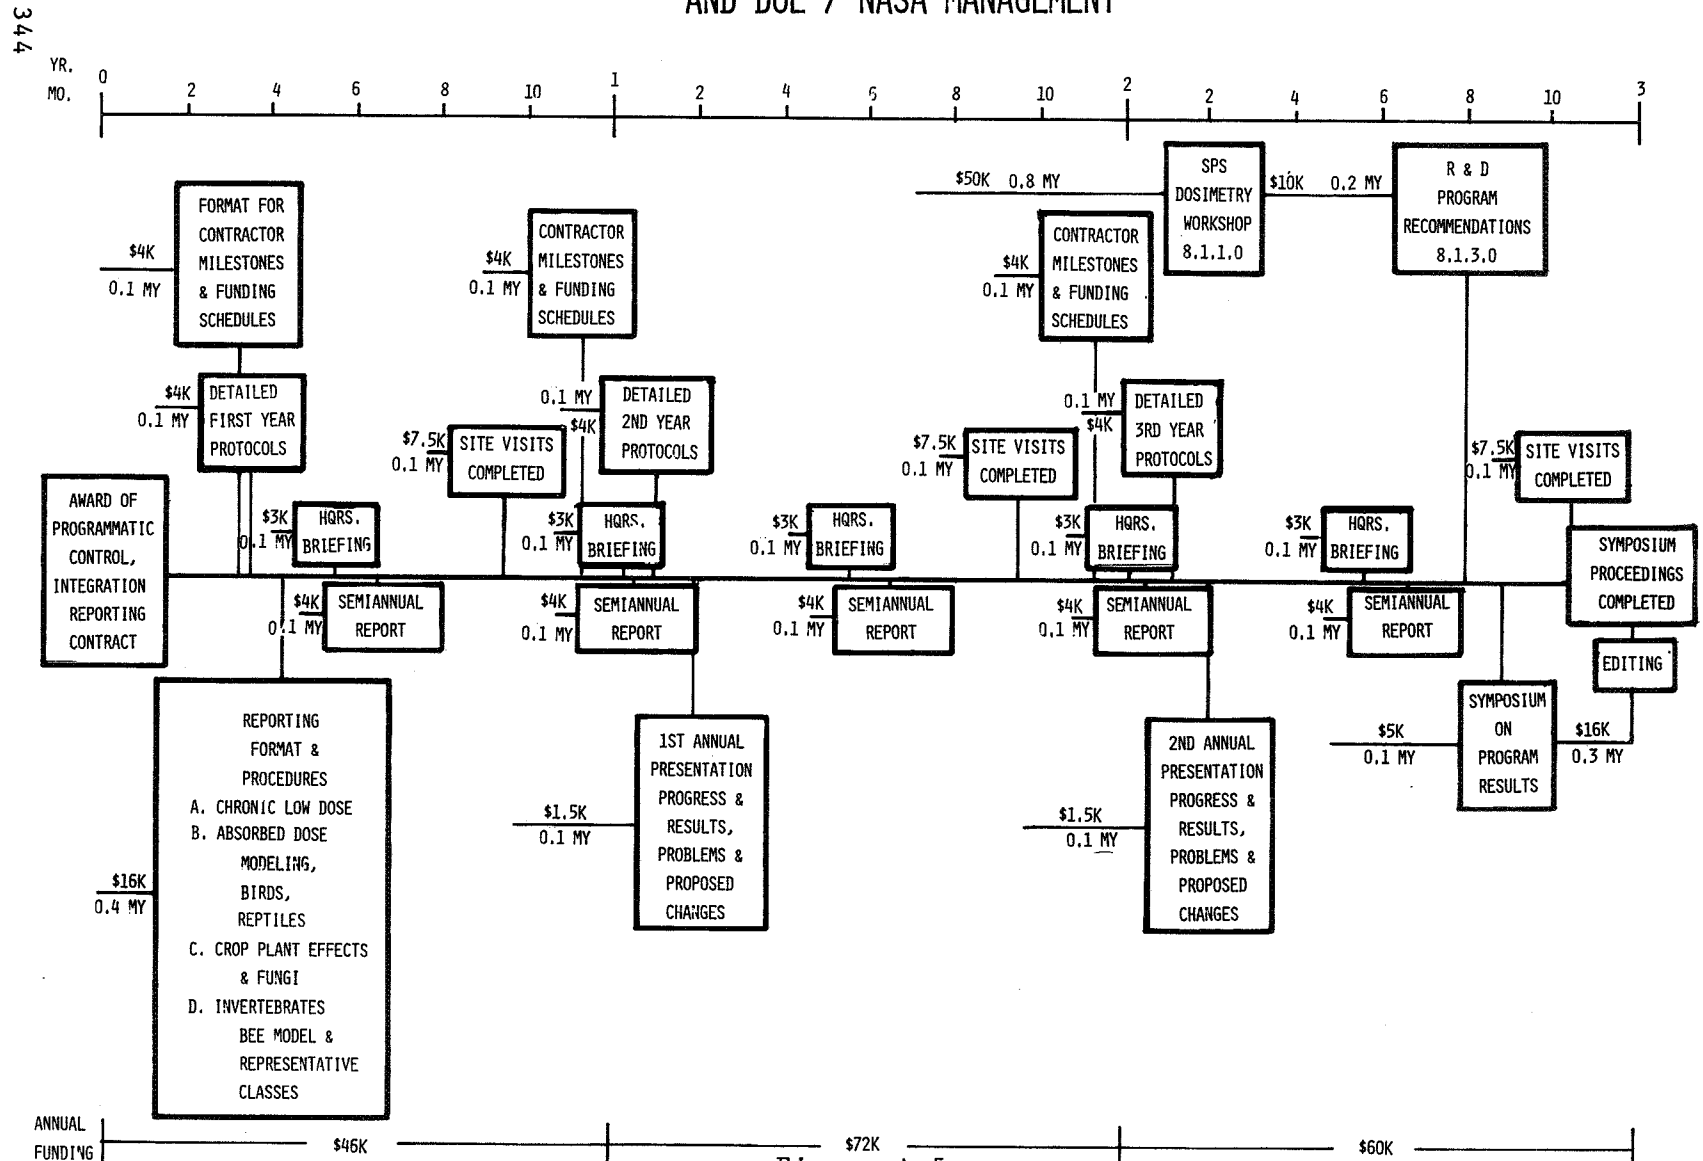 AND DOE / NASA MANAGEMENT
344
YR.
MO.
0 2 4 6 8 10 1 2 4 6 8 10 2 2 4 6 8 10 3
$50K 0.8 MY
SPS
DOSIMETRY
WORKSHOP
8.1.1.0
$10K 0.2 MY
R & D
PROGRAM
RECOMMENDATIONS
8.1.3.0
$4K
0.1 MY
FORMAT FOR
CONTRACTOR
MILESTONES
& FUNDING
SCHEDULES
$4K
0.1 MY
CONTRACTOR
MILESTONES
& FUNDING
SCHEDULES
$4K
0.1 MY
CONTRACTOR
MILESTONES
& FUNDING
SCHEDULES
$4K
0.1 MY
DETAILED
FIRST YEAR
PROTOCOLS
0.1 MY
$4K
DETAILED
2ND YEAR
PROTOCOLS
0.1 MY
$4K
DETAILED
3RD YEAR
PROTOCOLS
$7.5K
0.1 MY
SITE VISITS
COMPLETED
$7.5K
0.1 MY
SITE VISITS
COMPLETED
$7.5K
0.1 MY
SITE VISITS
COMPLETED
AWARD OF
PROGRAMMATIC
CONTROL,
INTEGRATION
REPORTING
CONTRACT
$3K
0.1 MY
HQRS.
BRIEFING
$3K
0.1 MY
HQRS.
BRIEFING
$3K
0.1 MY
HQRS.
BRIEFING
$3K
0.1 MY
HQRS.
BRIEFING
$3K
0.1 MY
HQRS.
BRIEFING
SYMPOSIUM
PROCEEDINGS
COMPLETED
$4K
0.1 MY
SEMIANNUAL
REPORT
$4K
0.1 MY
SEMIANNUAL
REPORT
$4K
0.1 MY
SEMIANNUAL
REPORT
$4K
0.1 MY
SEMIANNUAL
REPORT
$4K
0.1 MY
SEMIANNUAL
REPORT
EDITING
$16K
0.4 MY
REPORTING
FORMAT &
PROCEDURES
A. CHRONIC LOW DOSE
B. ABSORBED DOSE
MODELING,
BIRDS,
REPTILES
C. CROP PLANT EFFECTS
& FUNGI
D. INVERTEBRATES
BEE MODEL &
REPRESENTATIVE
CLASSES
$1.5K
0.1 MY
1ST ANNUAL
PRESENTATION
PROGRESS &
RESULTS,
PROBLEMS &
PROPOSED
CHANGES
$1.5K
0.1 MY
2ND ANNUAL
PRESENTATION
PROGRESS &
RESULTS,
PROBLEMS &
PROPOSED
CHANGES
$5K
0.1 MY
SYMPOSIUM
ON
PROGRAM
RESULTS
$16K
0.3 MY
ANNUAL
FUNDING
$46K
$72K
$60K